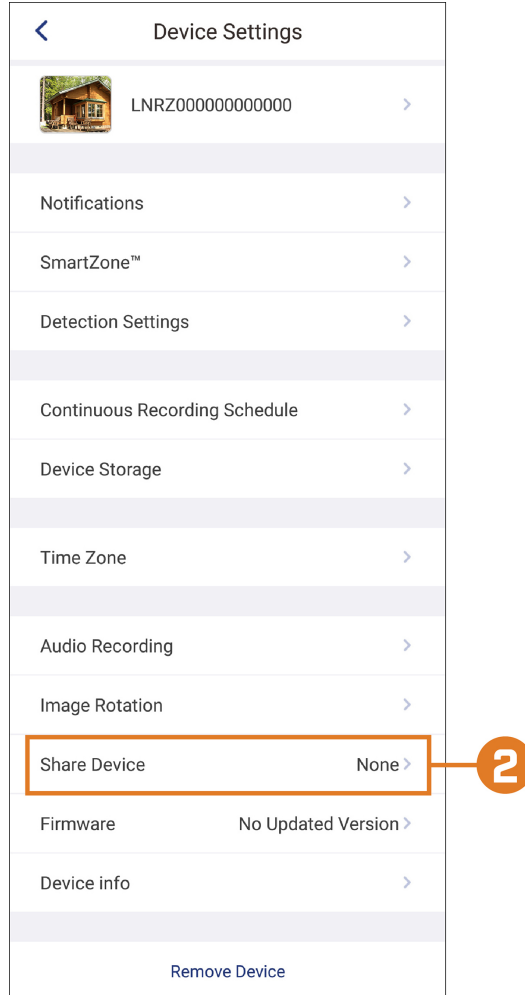 Device Settings
LNRZ000000000000
Notifications
SmartZone™
Detection Settings
Continuous Recording Schedule
Device Storage
Time Zone
Audio Recording
Image Rotation
Share Device None
2
Firmware No Updated Version
Device info
Remove Device